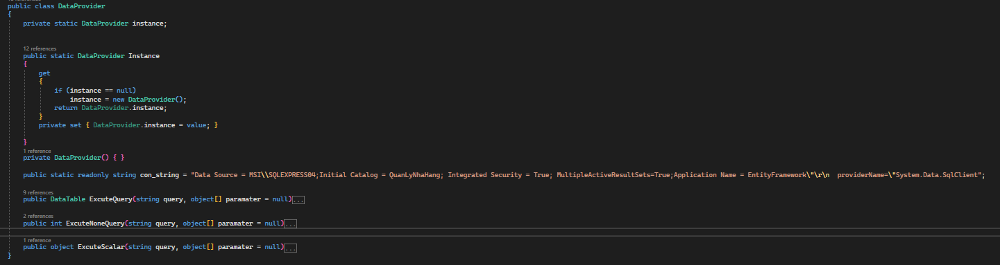 public class DataProvider
{
private static DataProvider instance;
12 references
public static DataProvider Instance
{
get
{
if (instance == null)
instance = new DataProvider();
return DataProvider.instance;
}
private set { DataProvider.instance = value; }
}
1 reference
private DataProvider() { }
public static readonly string con_string = "Data Source = MSI\\SQLEXPRESS04;Initial Catalog = QuanLyNhaHang; Integrated Security = True; MultipleActiveResultSets=True;Application Name = EntityFramework\"\r\n  providerName=\"System.Data.SqlClient";
9 references
public DataTable ExcuteQuery(string query, object[] paramater = null)...
2 references
public int ExcuteNoneQuery(string query, object[] paramater = null)...
1 reference
public object ExcuteScalar(string query, object[] paramater = null)...
}